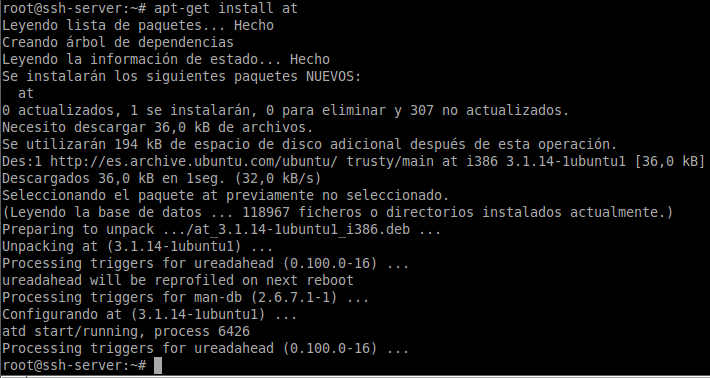 root@ssh-server:~# apt-get install at
Leyendo lista de paquetes... Hecho
Creando árbol de dependencias
Leyendo la información de estado... Hecho
Se instalarán los siguientes paquetes NUEVOS:
  at
0 actualizados, 1 se instalarán, 0 para eliminar y 307 no actualizados.
Necesito descargar 36,0 kB de archivos.
Se utilizarán 194 kB de espacio de disco adicional después de esta operación.
Des:1 http://es.archive.ubuntu.com/ubuntu/ trusty/main at i386 3.1.14-1ubuntu1 [36,0 kB]
Descargados 36,0 kB en 1seg. (32,0 kB/s)
Seleccionando el paquete at previamente no seleccionado.
(Leyendo la base de datos ... 118967 ficheros o directorios instalados actualmente.)
Preparing to unpack .../at_3.1.14-1ubuntu1_i386.deb ...
Unpacking at (3.1.14-1ubuntu1) ...
Processing triggers for ureadahead (0.100.0-16) ...
ureadahead will be reprofiled on next reboot
Processing triggers for man-db (2.6.7.1-1) ...
Configurando at (3.1.14-1ubuntu1) ...
atd start/running, process 6426
Processing triggers for ureadahead (0.100.0-16) ...
root@ssh-server:~#